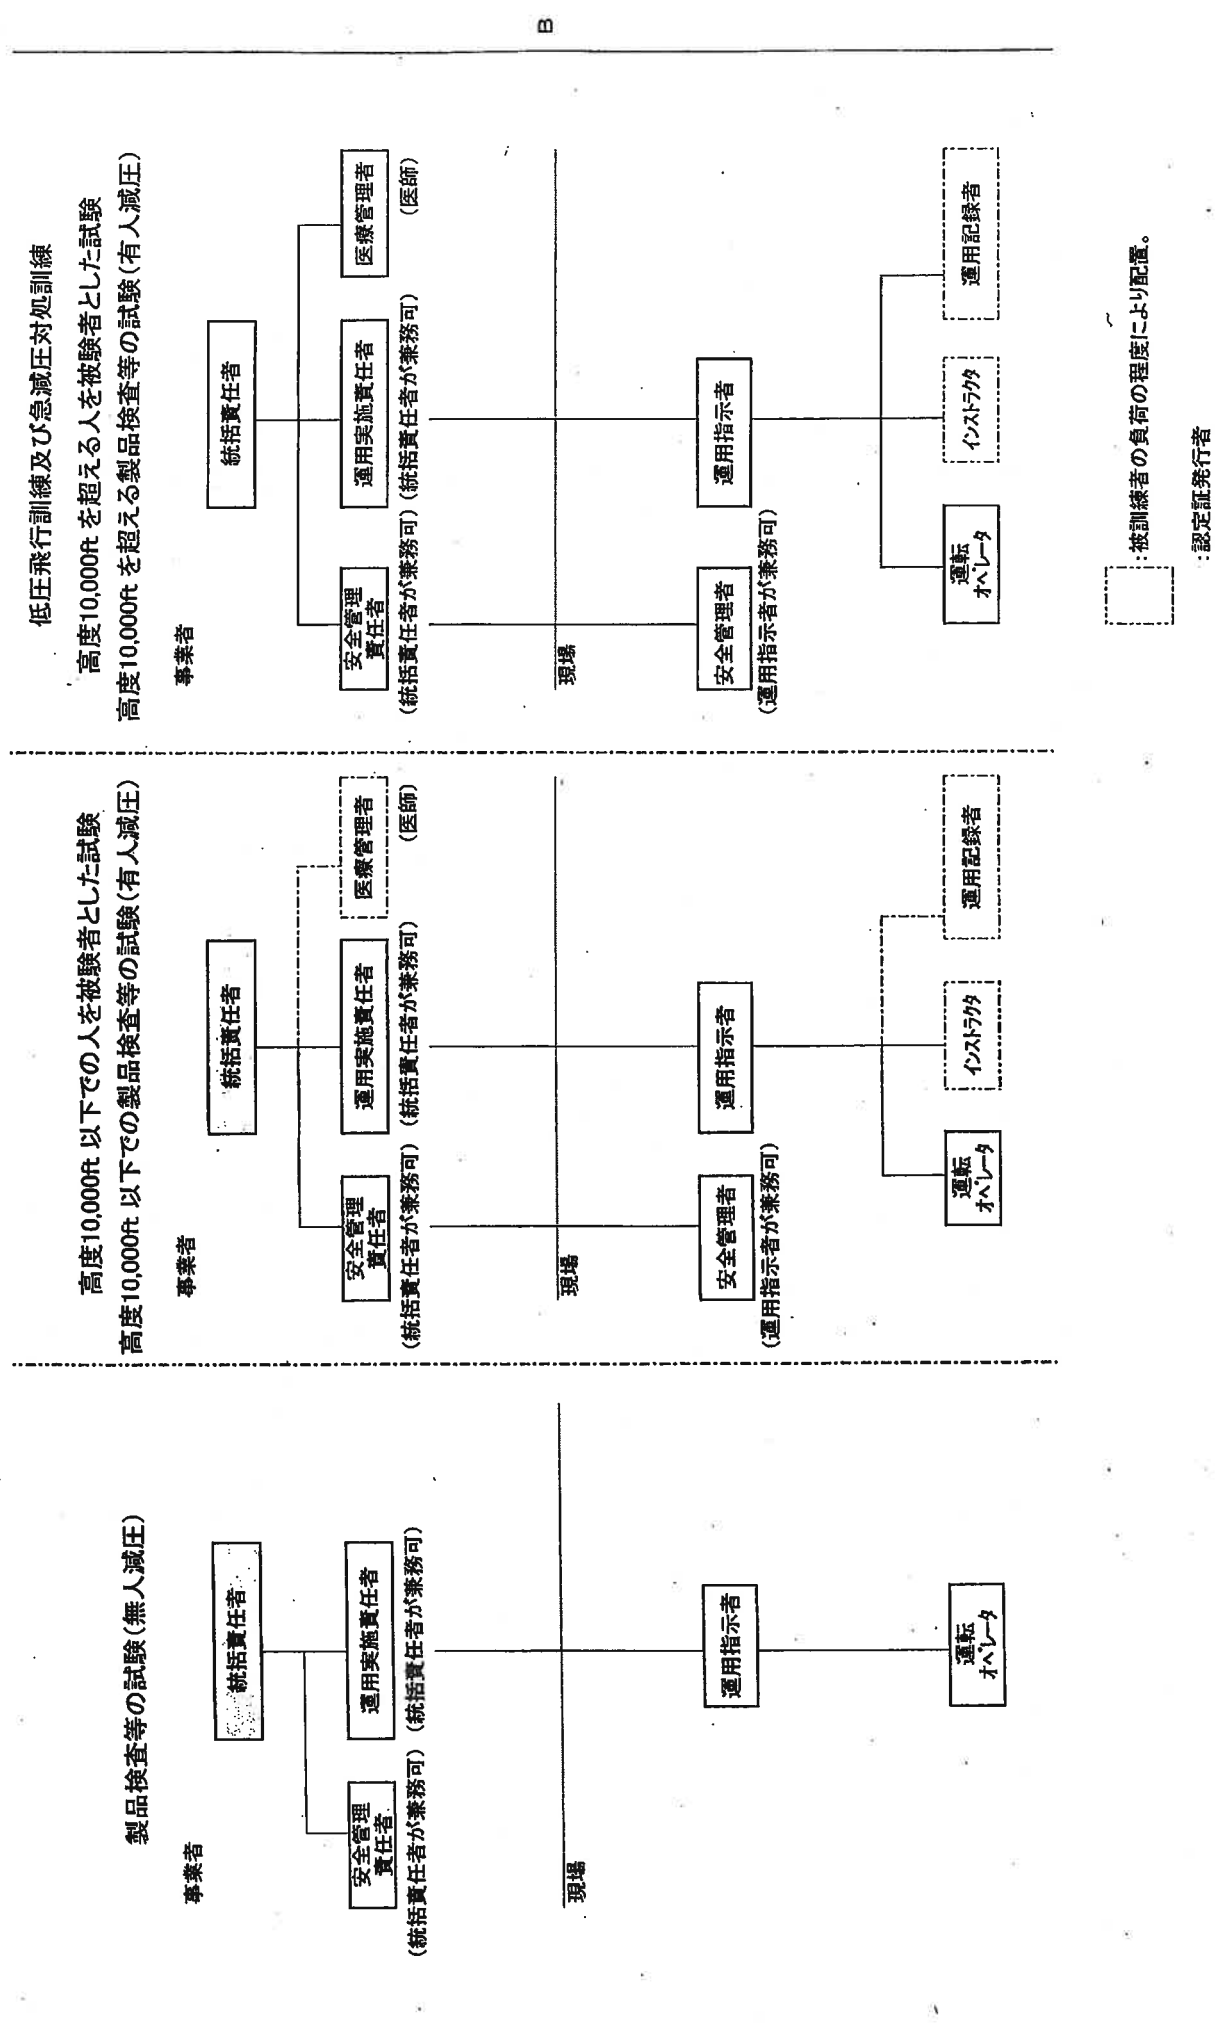 B
製品検査等の試験(無人減圧)
事業者
統括責任者
安全管理
責任者
運用実施責任者
(統括責任者が兼務可)
(統括責任者が兼務可)
現場
運用指示者
運転
オペレータ
高度10,000ft 以下での人を被験者とした試験
高度10,000ft 以下での製品検査等の試験(有人減圧)
事業者
統括責任者
安全管理
責任者
運用実施責任者
医療管理者
(統括責任者が兼務可)
(統括責任者が兼務可)
(医師)
現場
安全管理者
運用指示者
(運用指示者が兼務可)
運転
オペレータ
インストラクタ
運用記録者
低圧飛行訓練及び急減圧対処訓練
高度10,000ft を超える人を被験者とした試験
高度10,000ft を超える製品検査等の試験(有人減圧)
事業者
統括責任者
安全管理
責任者
運用実施責任者
医療管理者
(統括責任者が兼務可)
(統括責任者が兼務可)
(医師)
現場
安全管理者
運用指示者
(運用指示者が兼務可)
運転
オペレータ
インストラクタ
運用記録者
:被訓練者の負荷の程度により配置。
:認定証発行者